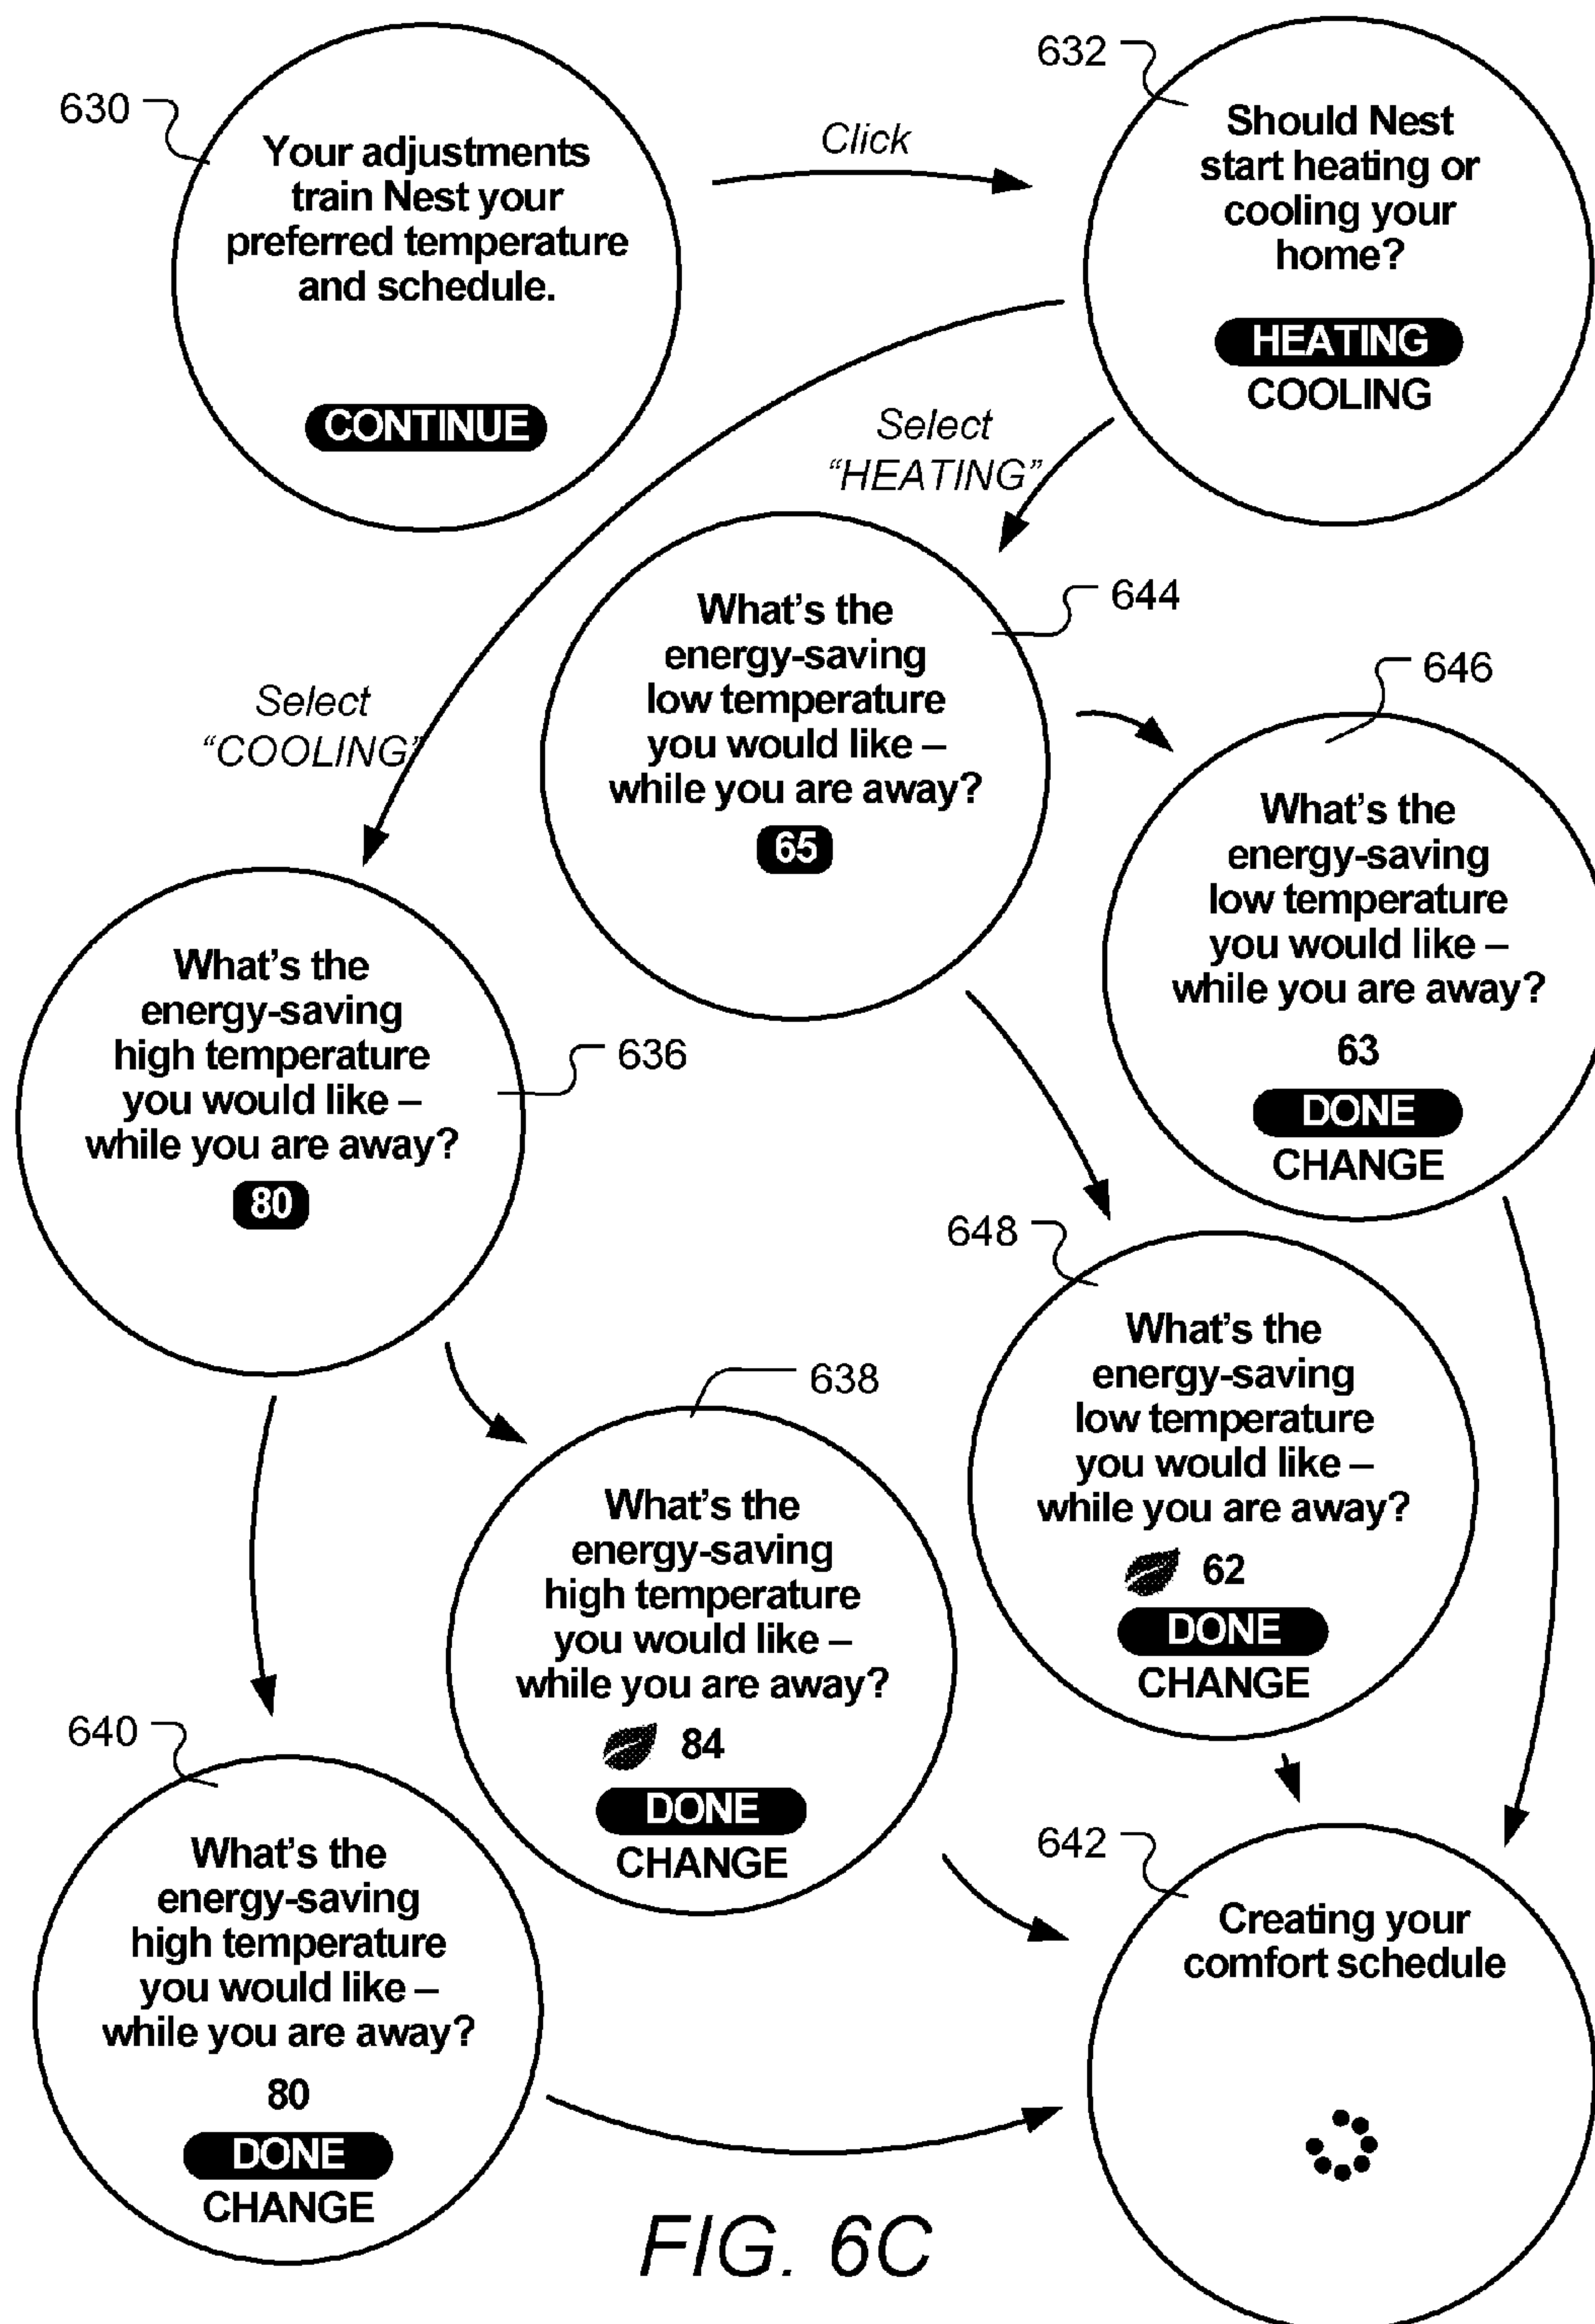 630
Your adjustments
train Nest your
preferred temperature
and schedule.
CONTINUE
Click
632
Should Nest
start heating or
cooling your
home?
HEATING
COOLING
Select
“HEATING”
644
What's the
energy-saving
low temperature
you would like –
while you are away?
65
Select
“COOLING”
646
What's the
energy-saving
low temperature
you would like –
while you are away?
63
DONE
CHANGE
636
What's the
energy-saving
high temperature
you would like –
while you are away?
80
648
What's the
energy-saving
low temperature
you would like –
while you are away?
62
DONE
CHANGE
638
What's the
energy-saving
high temperature
you would like –
while you are away?
84
DONE
CHANGE
640
What's the
energy-saving
high temperature
you would like –
while you are away?
80
DONE
CHANGE
642
Creating your
comfort schedule
FIG. 6C